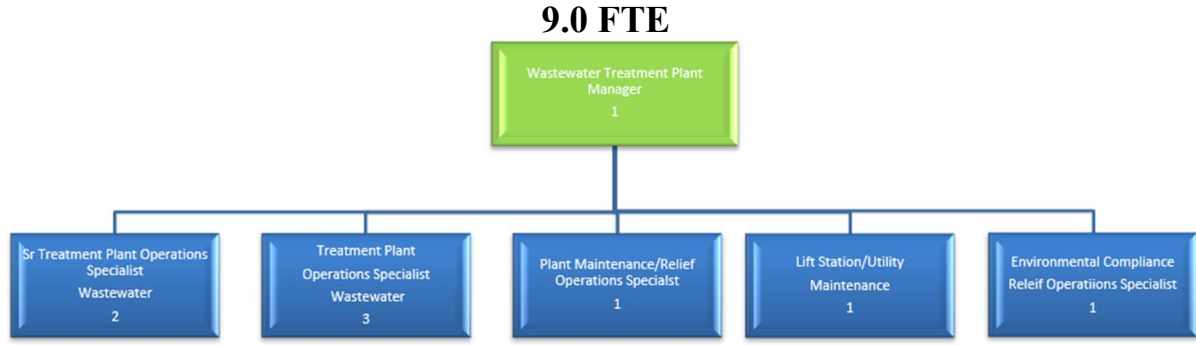 9.0 FTE
Wastewater Treatment Plant
Manager
1
Sr Treatment Plant Operations
Specialist
Wastewater
2
Treatment Plant
Operations Specialist
Wastewater
3
Plant Maintenance/Relief
Operations Specialst
1
Lift Station/Utility
Maintenance
1
Environmental Compliance
Releif Operatiions Specialist
1